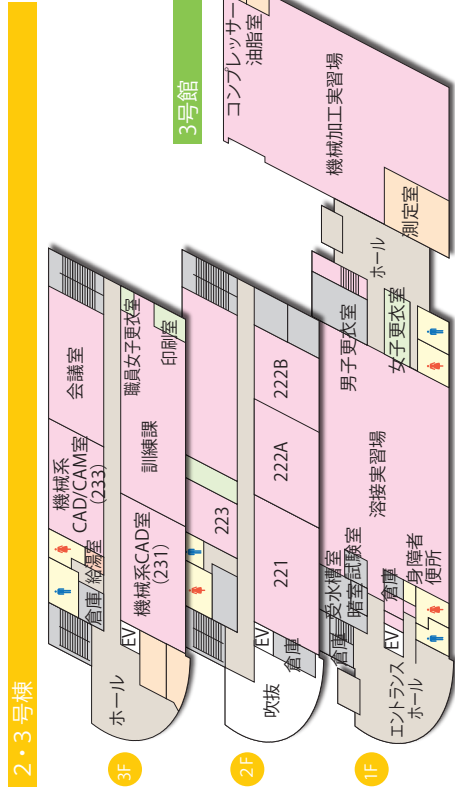 2・3号棟
3号館
3F
ホール
EV
倉庫
給湯室
機械系
CAD/CAM室
(233)
会議室
機械系CAD室
(231)
訓練課
職員女子更衣室
印刷室
2F
吹抜
EV
倉庫
223
221
222A
222B
1F
エントランス
ホール
EV
倉庫
受水槽室
暗室/試験室
倉庫
身障者
便所
溶接実習場
男子更衣室
女子更衣室
ホール
測定室
機械加工実習場
コンプレッサー
油脂室